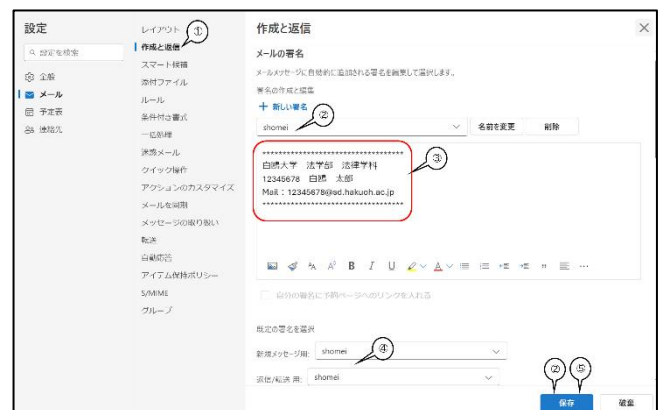 設定
設定を検索
全般
メール
予定表
連絡先
レイアウト
①
作成と返信
スマート候補
添付ファイル
ルール
条件付き書式
一括処理
迷惑メール
クイック操作
アクションのカスタマイズ
メールを同期
メッセージの取り扱い
転送
自動応答
アイテム保持ポリシー
S/MIME
グループ
作成と返信
メールの署名
メールメッセージに自動的に追加される署名を編集して選択します。
署名の作成と編集
+ 新しい署名
②
shomei 名前を変更 削除
**********************************
白鴎大学 法学部 法律学科
12345678 白鴎 太郎
Mail：12345678@sd.hakuoh.ac.jp
**********************************
③
B I U A
自分の署名に予約ページへのリンクを入れる
既定の署名を選択
新規メッセージ用: shomei
④
返信/転送 用: shomei
② ⑤
保存 破棄